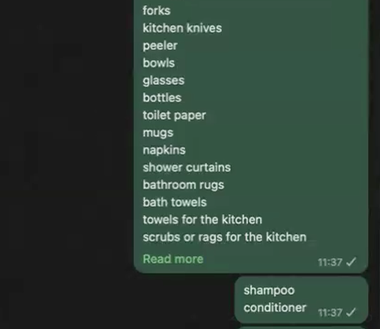 forks
kitchen knives
peeler
bowls
glasses
bottles
toilet paper
mugs
napkins
shower curtains
bathroom rugs
bath towels
towels for the kitchen
scrubs or rags for the kitchen
Read more
11:37
shampoo
conditioner
11:37